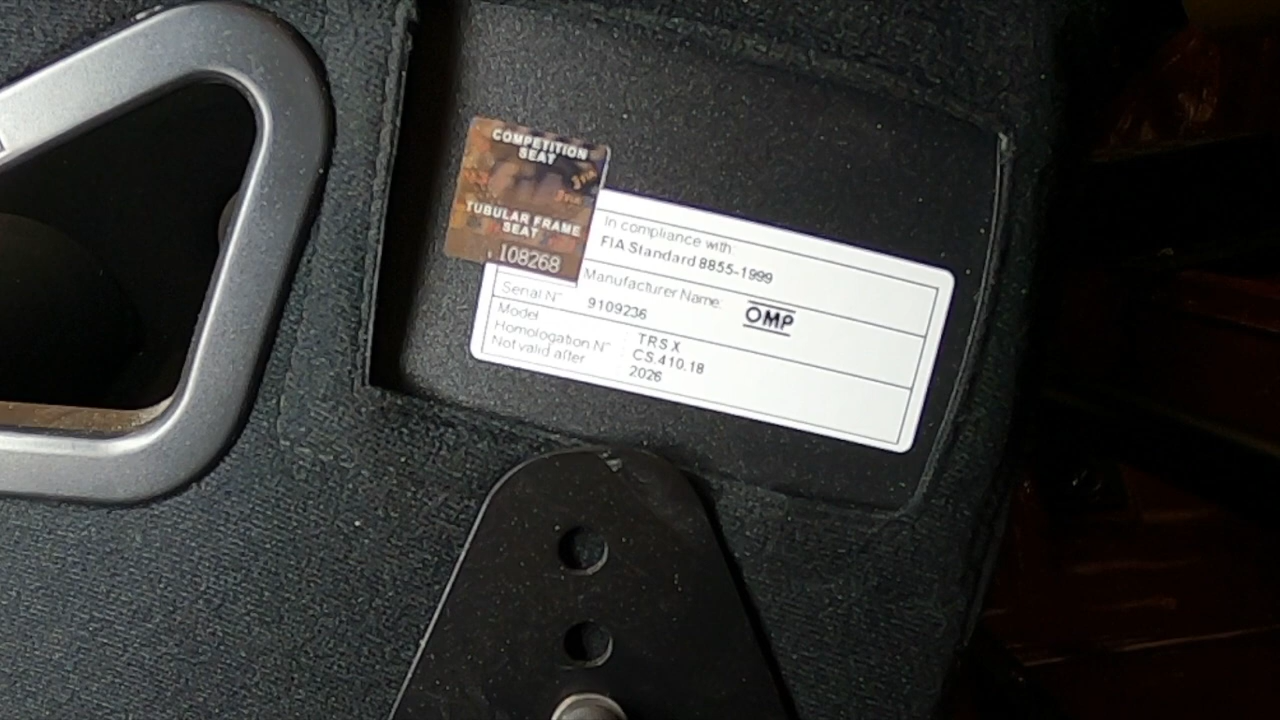 COMPETITION
SEAT
TUBULAR FRAME
SEAT
108268
In compliance with:
FIA Standard 8855-1999
Manufacturer Name: OMP
Serial N° 9109236
Model TRS X
Homologation N° CS.410.18
Not valid after 2026